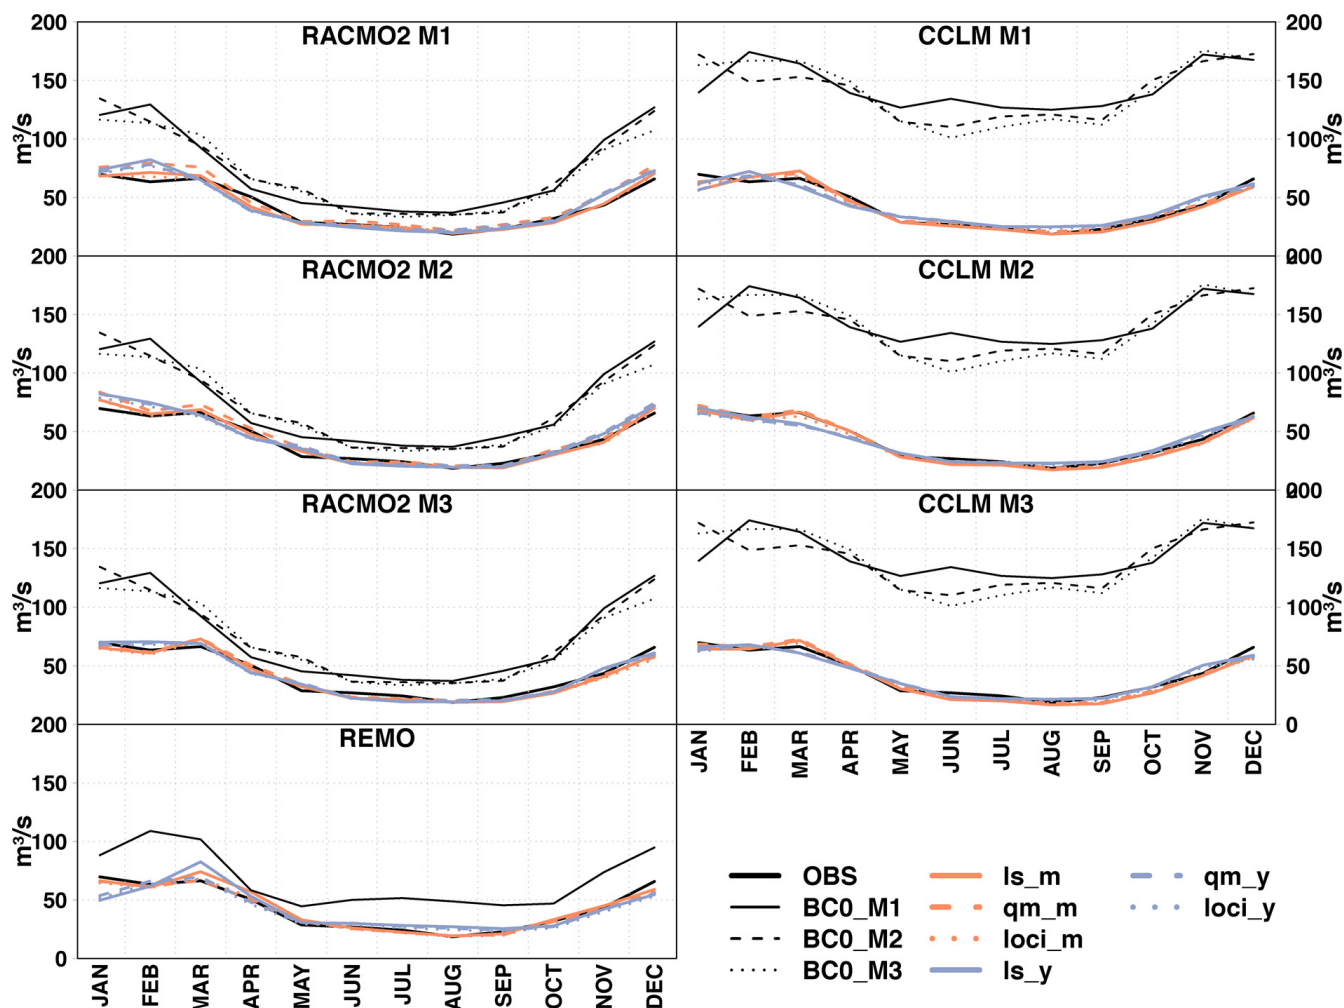 RACMO2 M1
200
150
100
50
m³/s
CCLM M1
200
150
100
50
m³/s
RACMO2 M2
200
150
100
50
m³/s
CCLM M2
200
150
100
50
0
m³/s
RACMO2 M3
200
150
100
50
m³/s
CCLM M3
200
150
100
50
0
0
m³/s
JAN FEB MAR APR MAY JUN JUL AUG SEP OCT NOV DEC
REMO
200
150
100
50
0
m³/s
JAN FEB MAR APR MAY JUN JUL AUG SEP OCT NOV DEC
OBS
BC0_M1
BC0_M2
BC0_M3
ls_m
qm_m
loci_m
ls_y
qm_y
loci_y